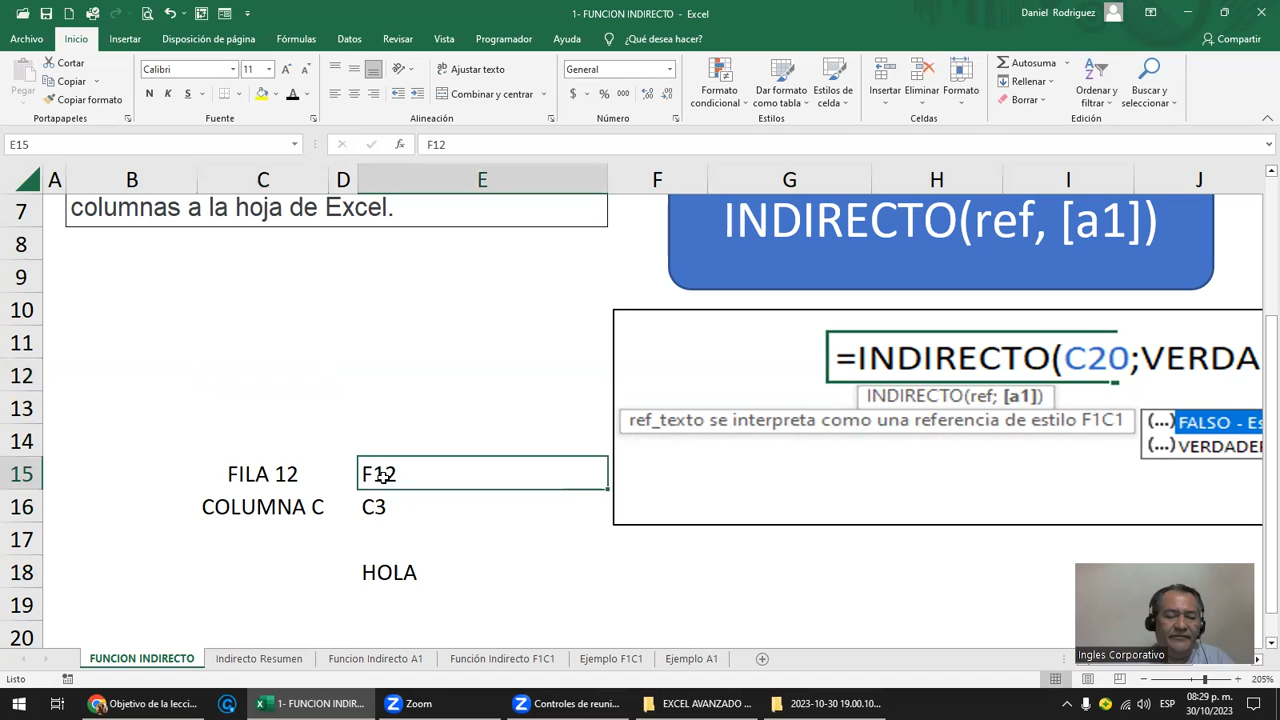 1- FUNCION INDIRECTO - Excel
Daniel Rodriguez
Archivo Inicio Insertar Disposición de página Fórmulas Datos Revisar Vista Programador Ayuda ¿Qué desea hacer? Compartir
Pegar
Cortar
Copiar
Copiar formato
Portapapeles
Calibri 11
N K S A
Fuente
Ajustar texto
Combinar y centrar
Alineación
General
$ % 000
Número
Formato condicional
Dar formato como tabla
Estilos de celda
Estilos
Insertar Eliminar Formato
Celdas
Autosuma
Rellenar
Borrar
Ordenar y filtrar
Buscar y seleccionar
Edición
E15 fx F12
A B C D E F G H I J
7 columnas a la hoja de Excel.
INDIRECTO(ref, [a1])
8
9
10
11
=INDIRECTO(C20;VERDA
12
INDIRECTO(ref; [a1])
13
ref_texto se interpreta como una referencia de estilo F1C1
(...) FALSO - Es
14
(...) VERDADER
15 FILA 12 F12
16 COLUMNA C C3
17
18 HOLA
19
20
Ingles Corporativo
FUNCION INDIRECTO Indirecto Resumen Funcion Indirecto A1 Función Indirecto F1C1 Ejemplo F1C1 Ejemplo A1
Listo
205%
Objetivo de la lecci...
1- FUNCION INDIR...
Zoom
Controles de reuni...
EXCEL AVANZADO ...
2023-10-30 19.00.10...
ESP
08:29 p. m.
30/10/2023